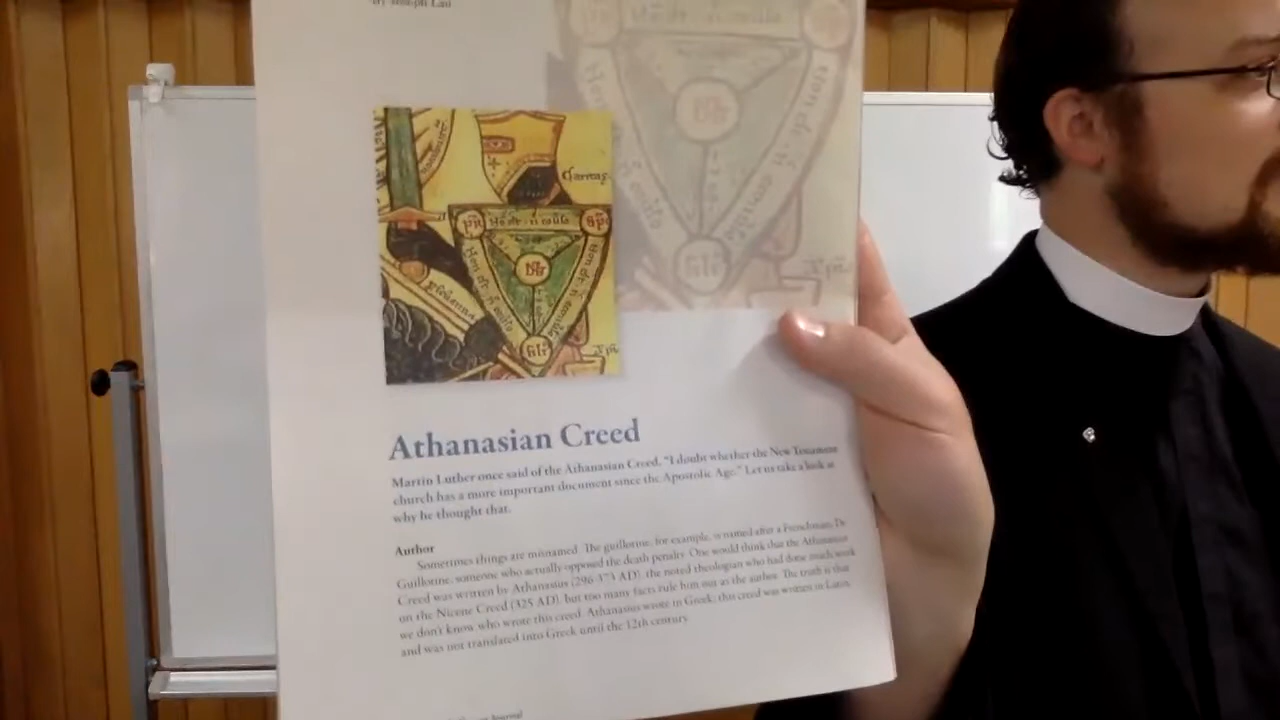 by Joseph Lau
Athanasian Creed
Martin Luther once said of the Athanasian Creed, "I doubt whether the New Testament
church has a more important document since the Apostolic Age." Let us take a look at
why he thought that.
Author
Sometimes things are misnamed. The guillotine, for example, is named after a Frenchman, Dr.
Guillotine, someone who actually opposed the death penalty. One would think that the Athanasian
Creed was written by Athanasius (296-373 AD), the noted theologian who had done much work
on the Nicene Creed (325 AD), but too many facts rule him out as the author. The truth is that
we don't know who wrote this creed. Athanasius wrote in Greek; this creed was written in Latin,
and was not translated into Greek until the 12th century.
Journal